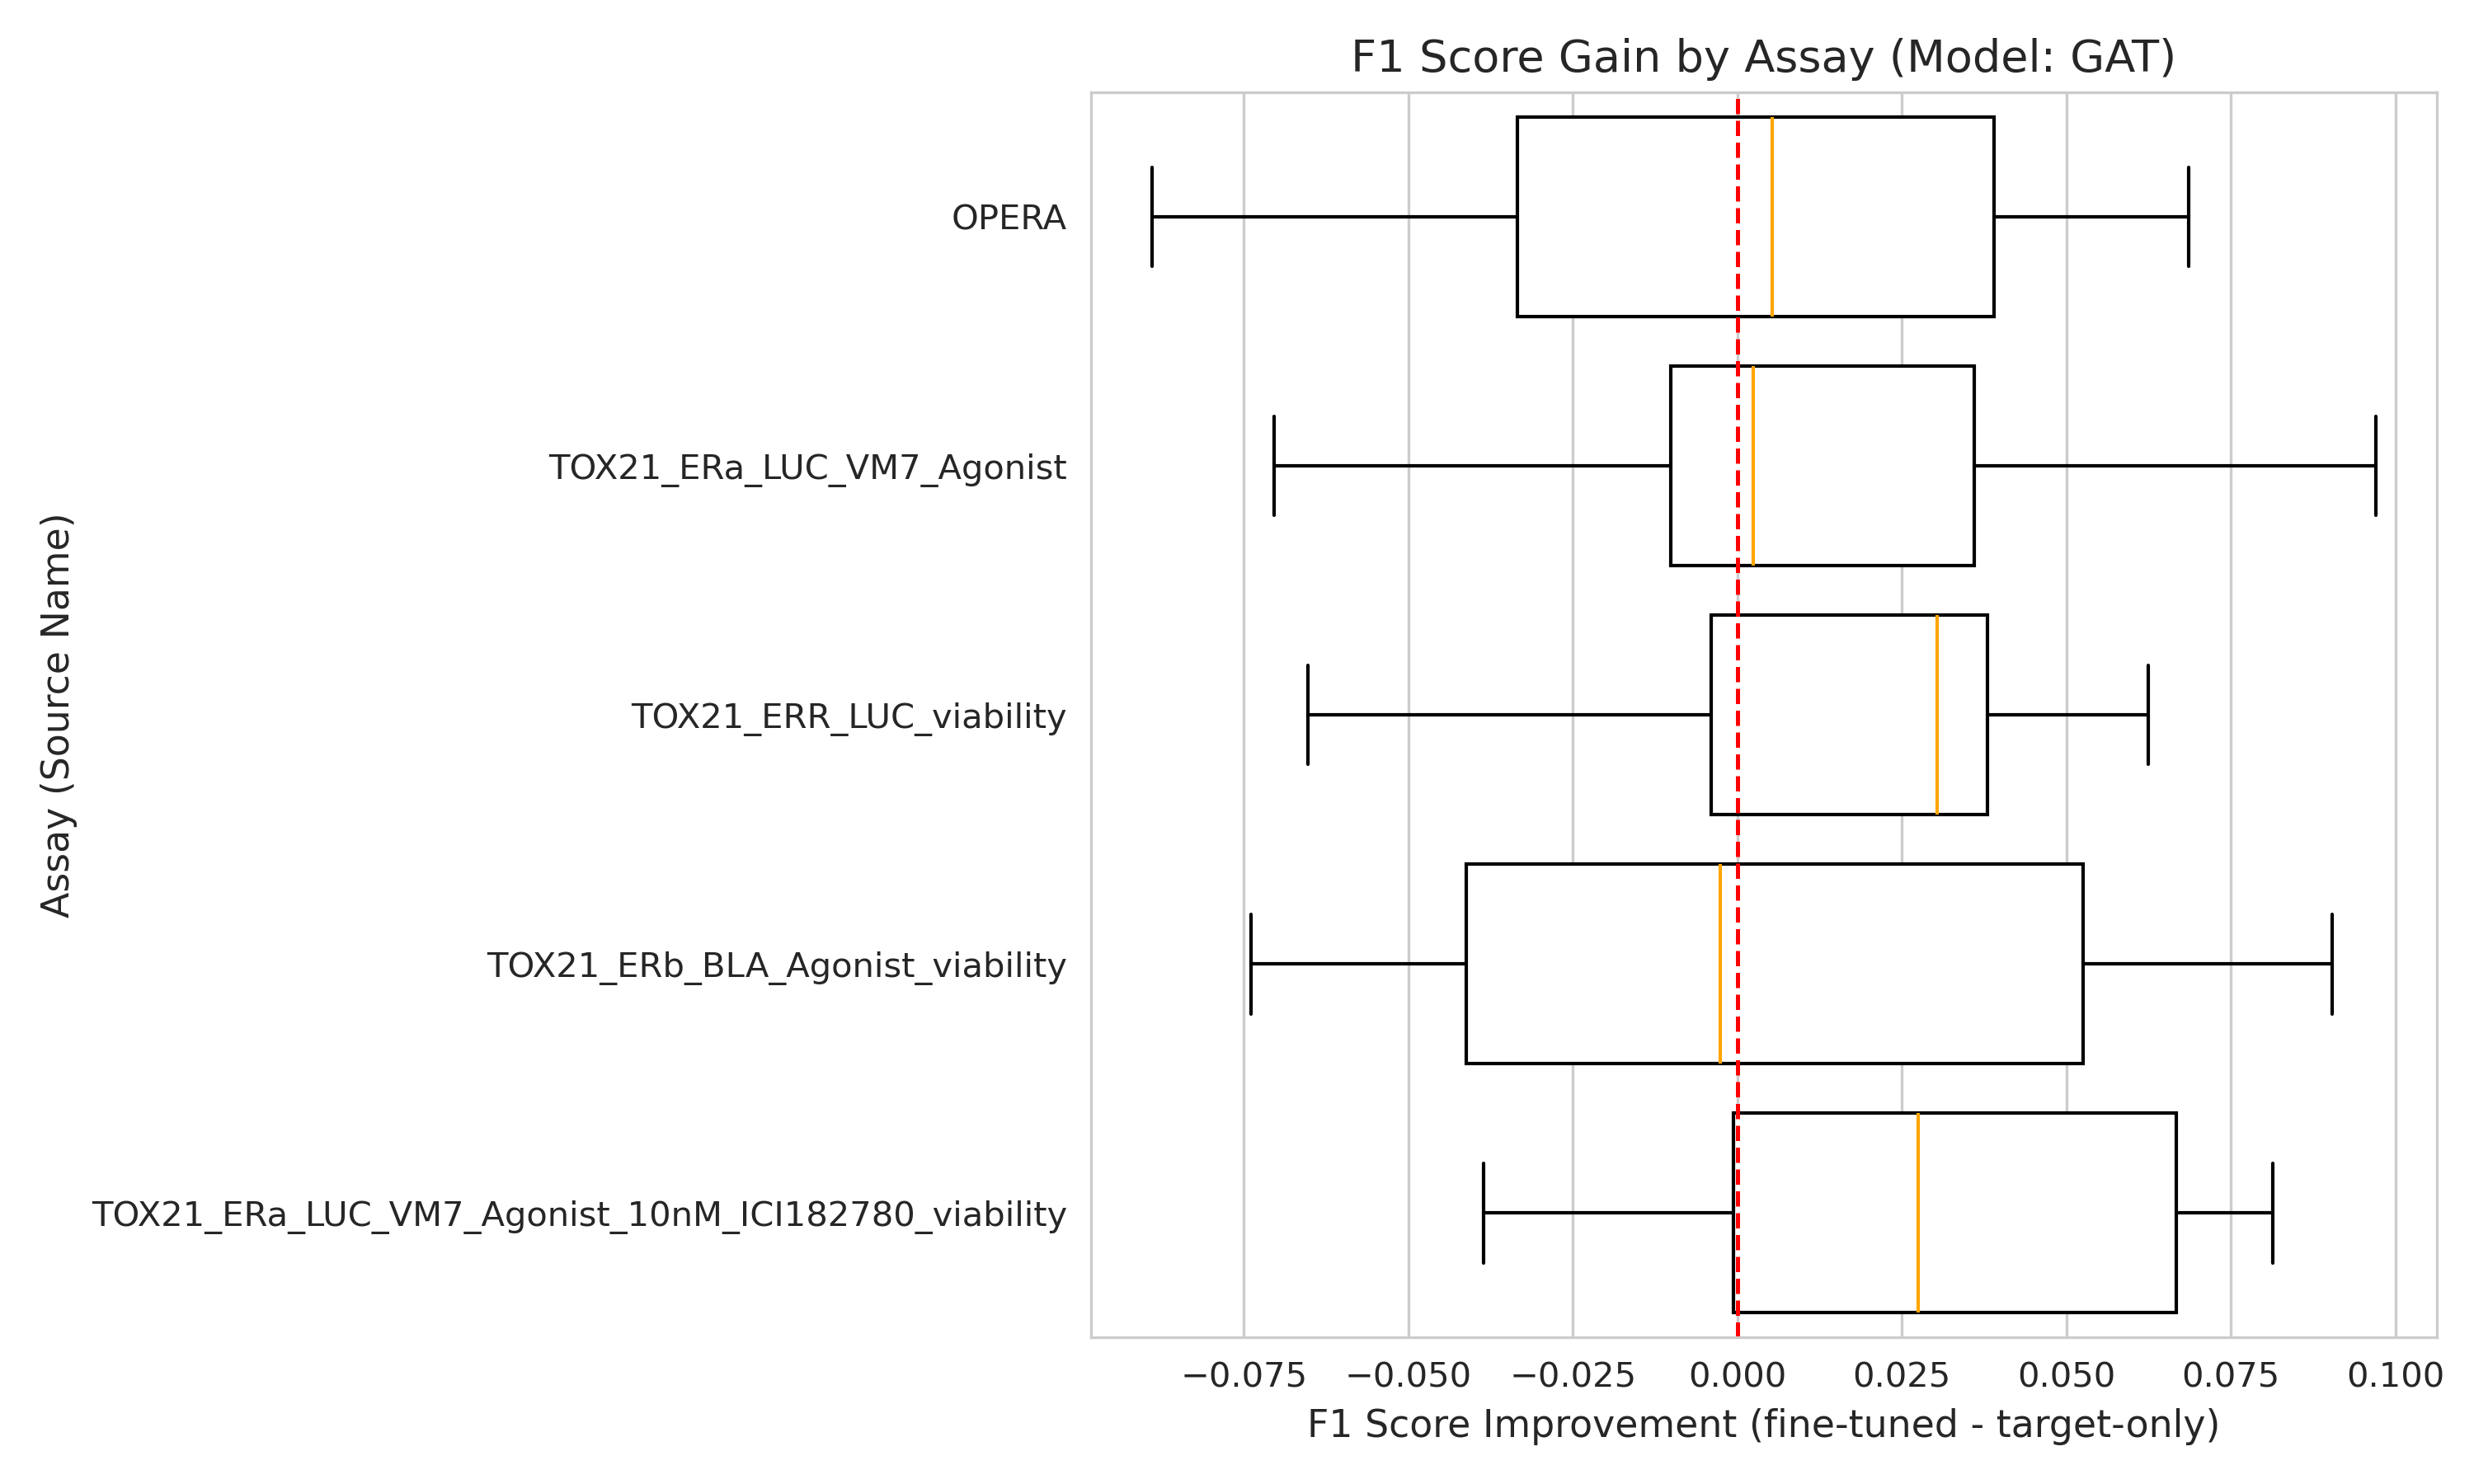 F1 Score Gain by Assay (Model: GAT)
Assay (Source Name)
OPERA
TOX21_ERa_LUC_VM7_Agonist
TOX21_ERR_LUC_viability
TOX21_ERb_BLA_Agonist_viability
TOX21_ERa_LUC_VM7_Agonist_10nM_ICI182780_viability
−0.075 −0.050 −0.025 0.000 0.025 0.050 0.075 0.100
F1 Score Improvement (fine-tuned - target-only)